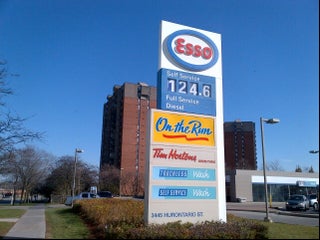 Esso
Self Service
124.6
Full Service
Diesel
On the Run
Tim Hortons
TOUCHLESS Wash
SELF SERVE Wash
3445 HURONTARIO ST.